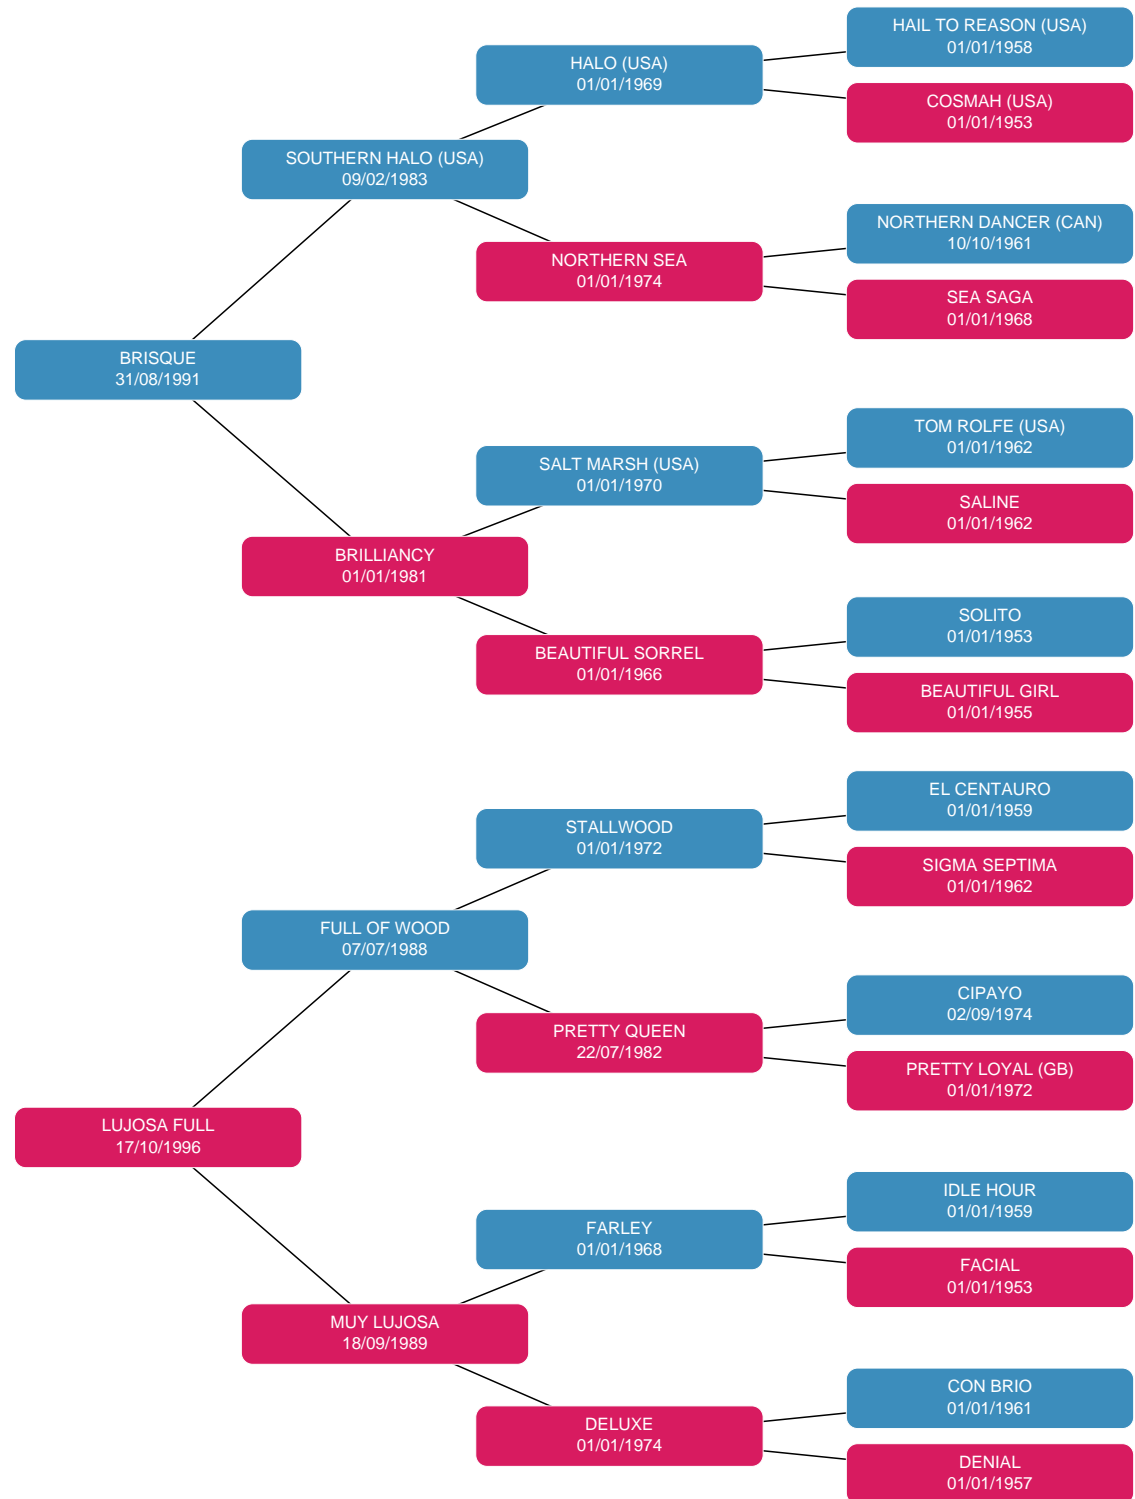 HAIL TO REASON (USA)
01/01/1958
HALO (USA)
01/01/1969
COSMAH (USA)
01/01/1953
SOUTHERN HALO (USA)
09/02/1983
NORTHERN DANCER (CAN)
10/10/1961
NORTHERN SEA
01/01/1974
SEA SAGA
01/01/1968
BRISQUE
31/08/1991
TOM ROLFE (USA)
01/01/1962
SALT MARSH (USA)
01/01/1970
SALINE
01/01/1962
BRILLIANCY
01/01/1981
SOLITO
01/01/1953
BEAUTIFUL SORREL
01/01/1966
BEAUTIFUL GIRL
01/01/1955
EL CENTAURO
01/01/1959
STALLWOOD
01/01/1972
SIGMA SEPTIMA
01/01/1962
FULL OF WOOD
07/07/1988
CIPAYO
02/09/1974
PRETTY QUEEN
22/07/1982
PRETTY LOYAL (GB)
01/01/1972
LUJOSA FULL
17/10/1996
IDLE HOUR
01/01/1959
FARLEY
01/01/1968
FACIAL
01/01/1953
MUY LUJOSA
18/09/1989
CON BRIO
01/01/1961
DELUXE
01/01/1974
DENIAL
01/01/1957